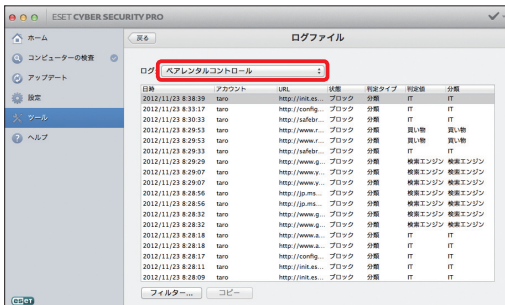 ESET CYBER SECURITY PRO
ホーム
コンピューターの検査
アップデート
設定
ツール
ヘルプ
戻る
ログファイル
ログ: ペアレンタルコントロール
日時 アカウント URL 状態 判定タイプ 判定値 分類
2012/11/23 8:38:39 taro http://init.es... ブロック 分類 IT IT
2012/11/23 8:33:17 taro http://config... ブロック 分類 IT IT
2012/11/23 8:30:33 taro http://safebr... ブロック 分類 IT IT
2012/11/23 8:29:53 taro http://www.r... ブロック 分類 買い物 買い物
2012/11/23 8:29:53 taro http://www.r... ブロック 分類 買い物 買い物
2012/11/23 8:29:33 taro http://safebr... ブロック 分類 IT IT
2012/11/23 8:29:29 taro http://www.g... ブロック 分類 検索エンジン 検索エンジン
2012/11/23 8:29:07 taro http://www.y... ブロック 分類 検索エンジン 検索エンジン
2012/11/23 8:29:07 taro http://www.y... ブロック 分類 検索エンジン 検索エンジン
2012/11/23 8:28:56 taro http://jp.ms... ブロック 分類 検索エンジン 検索エンジン
2012/11/23 8:28:56 taro http://jp.ms... ブロック 分類 検索エンジン 検索エンジン
2012/11/23 8:28:32 taro http://www.g... ブロック 分類 検索エンジン 検索エンジン
2012/11/23 8:28:32 taro http://www.g... ブロック 分類 検索エンジン 検索エンジン
2012/11/23 8:28:18 taro http://www.a... ブロック 分類 IT IT
2012/11/23 8:28:18 taro http://www.a... ブロック 分類 IT IT
2012/11/23 8:28:17 taro http://config... ブロック 分類 IT IT
2012/11/23 8:28:11 taro http://init.es... ブロック 分類 IT IT
2012/11/23 8:28:09 taro http://init.es... ブロック 分類 IT IT
フィルター... コピー
eset